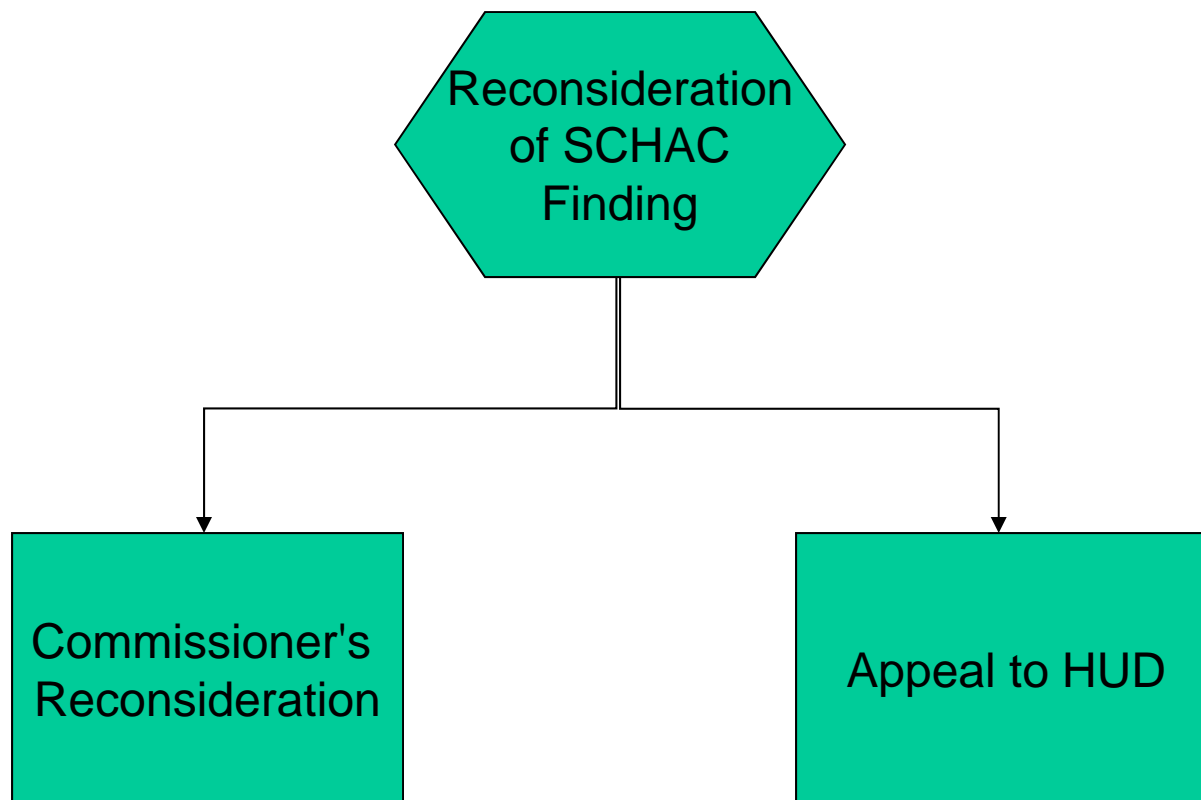 Reconsideration
of SCHAC
Finding
Commissioner's
Reconsideration
Appeal to HUD